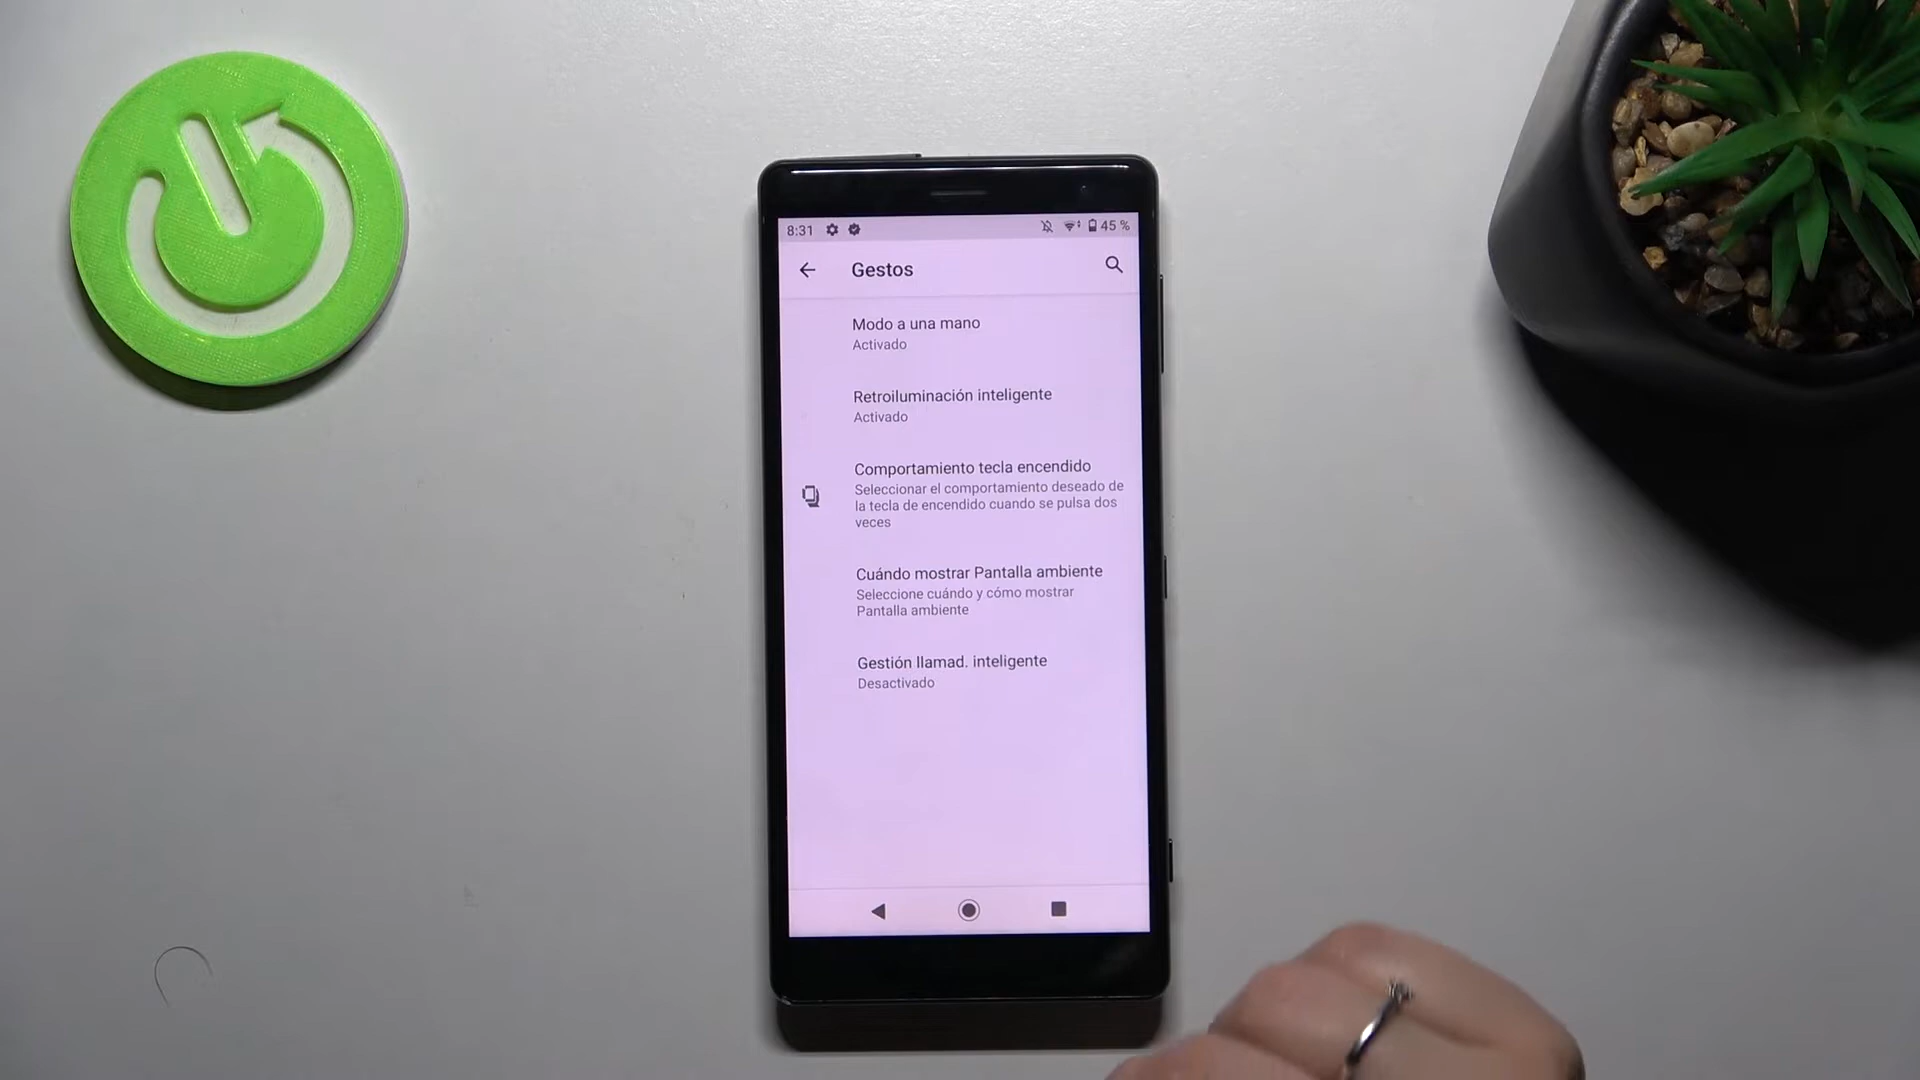 8:31 45 %
Gestos
Modo a una mano
Activado
Retroiluminación inteligente
Activado
Comportamiento tecla encendido
Seleccionar el comportamiento deseado de
la tecla de encendido cuando se pulsa dos
veces
Cuándo mostrar Pantalla ambiente
Seleccione cuándo y cómo mostrar
Pantalla ambiente
Gestión llamad. inteligente
Desactivado